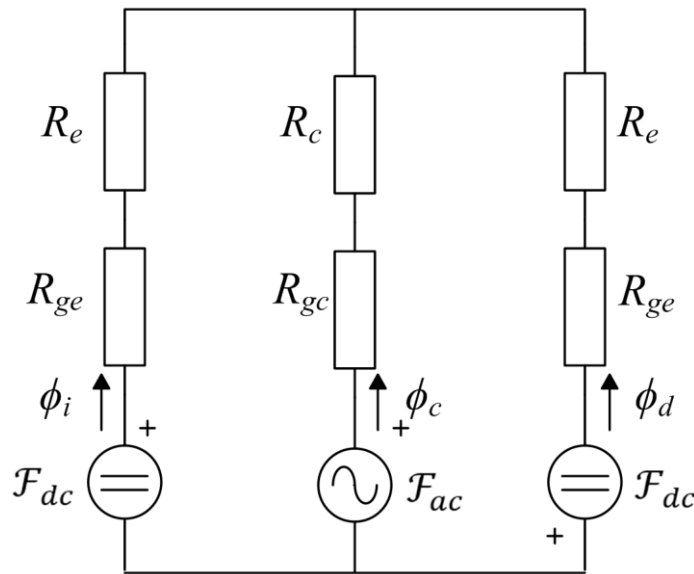 R_e R_c R_e
R_ge R_gc R_ge
ϕ_i ϕ_c ϕ_d
+ +
ℱ_dc ℱ_ac ℱ_dc
+